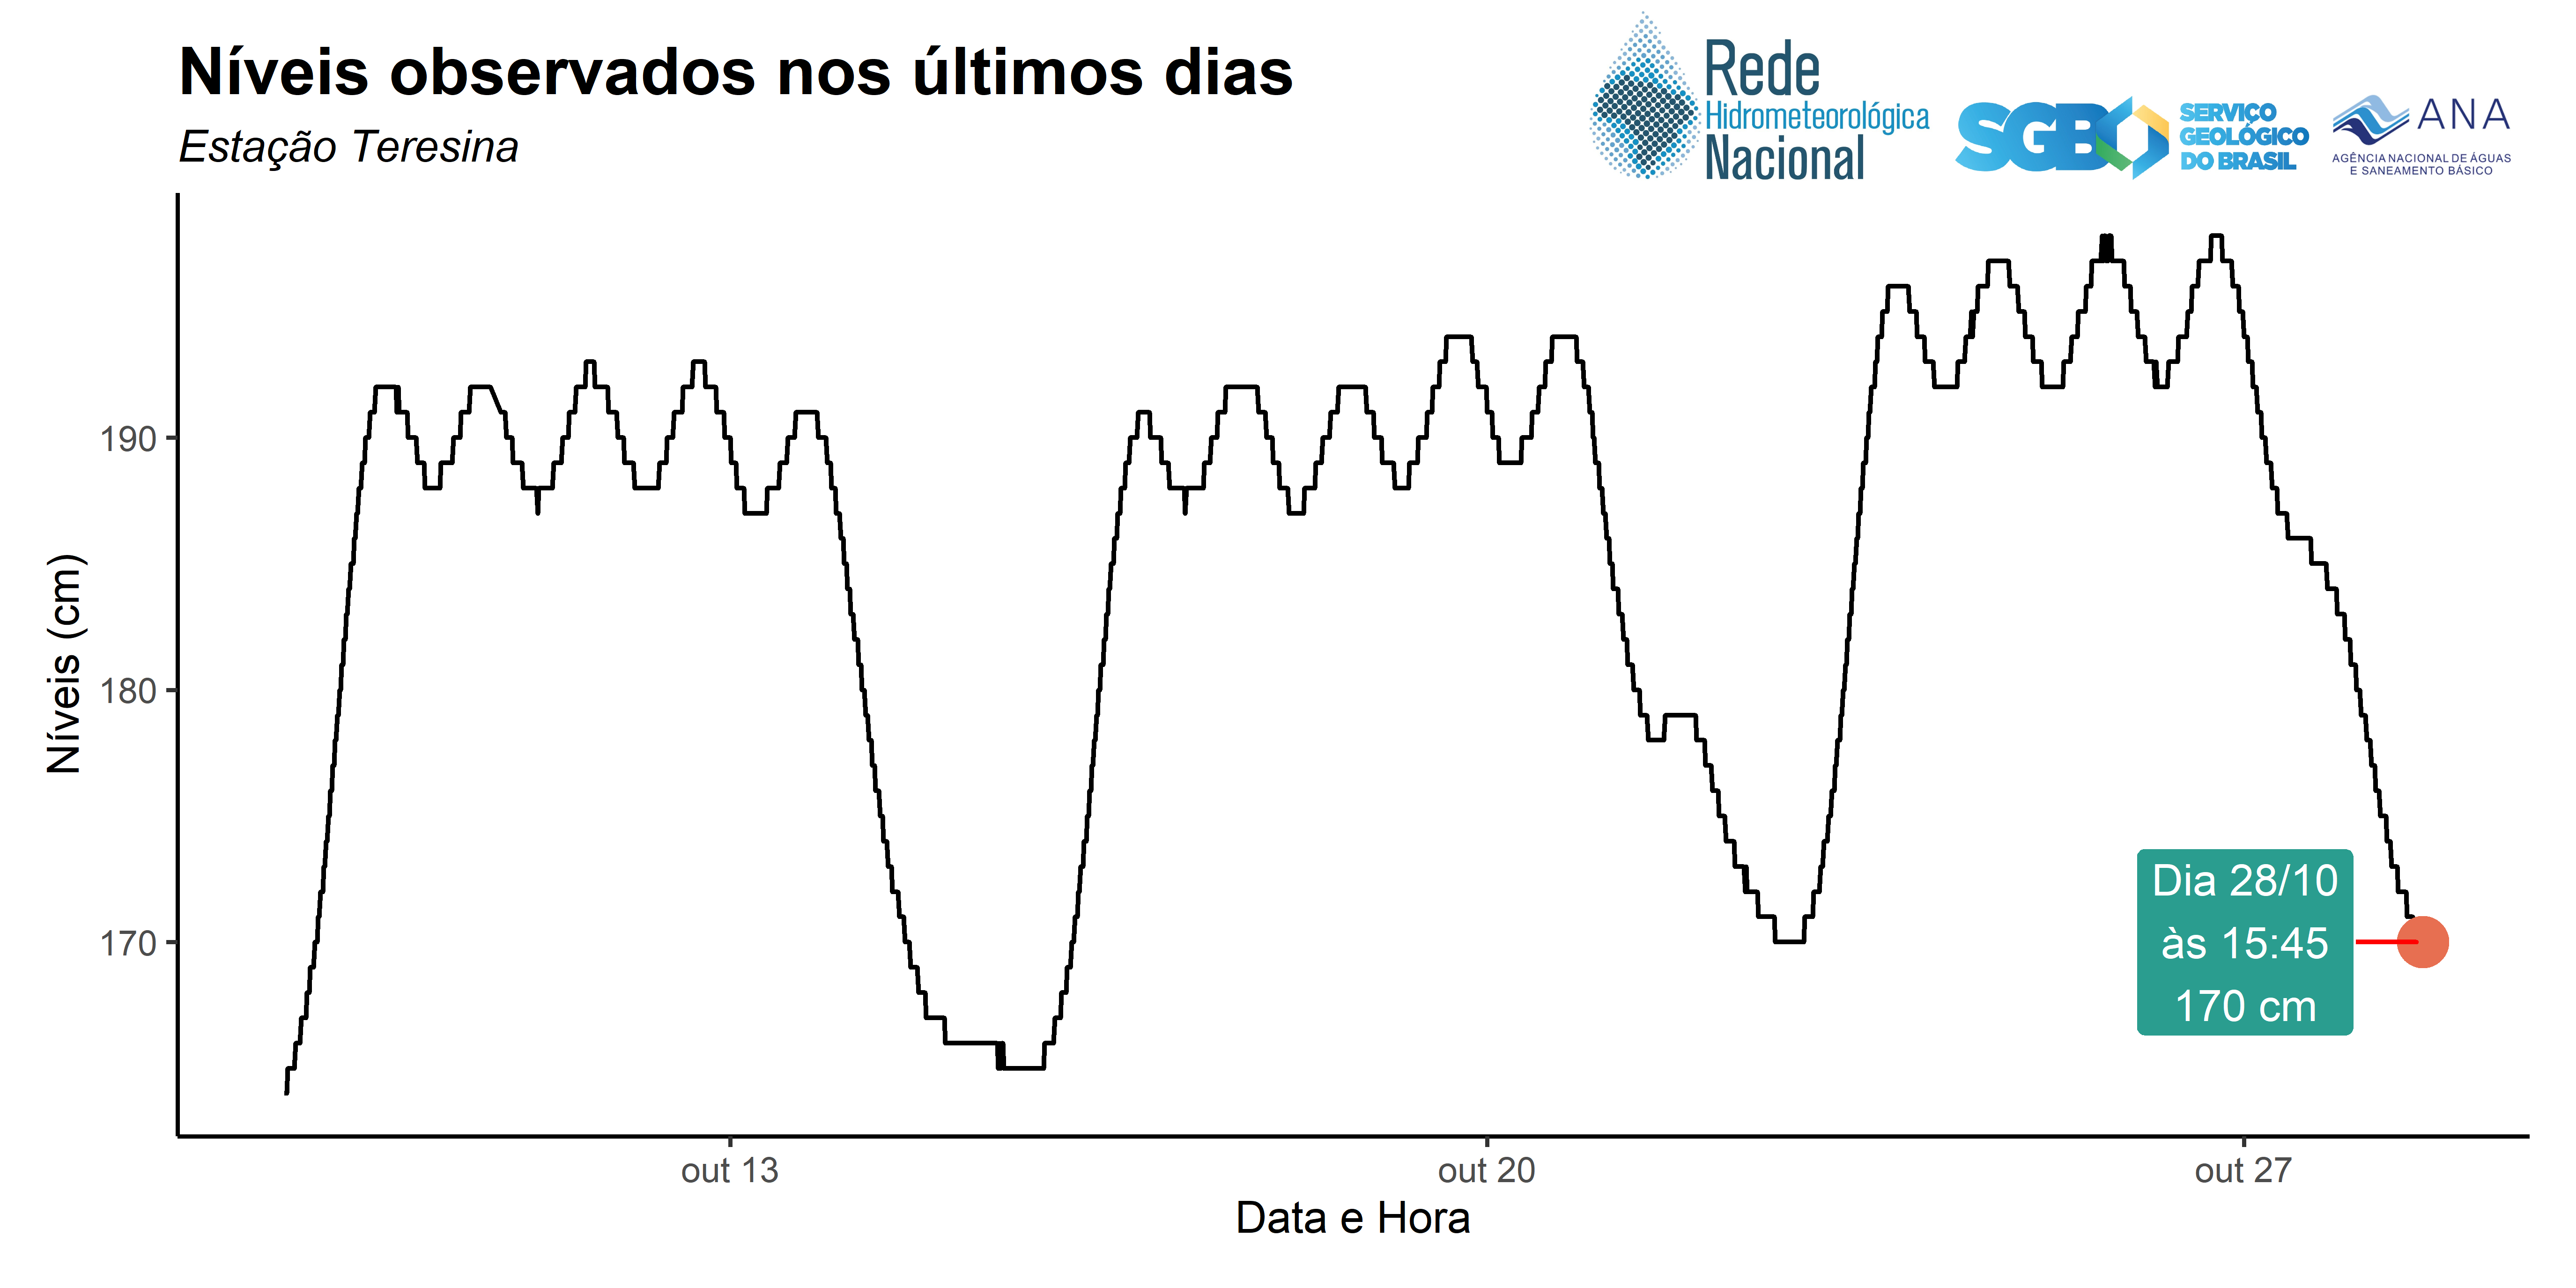 Níveis observados nos últimos dias
Estação Teresina
Rede
Hidrometeorológica
Nacional
SGB
SERVIÇO
GEOLÓGICO
DO BRASIL
ANA
AGÊNCIA NACIONAL DE ÁGUAS
E SANEAMENTO BÁSICO
Níveis (cm)
190
180
170
Dia 28/10
às 15:45
170 cm
out 13
out 20
out 27
Data e Hora